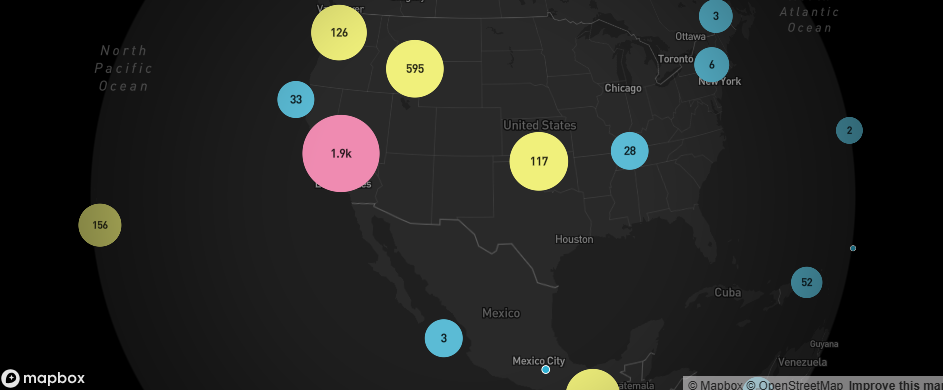 3
Atlantic
Ocean
126
Ottawa
North
Pacific
Ocean
595
Toronto
6
New York
Chicago
33
United States
2
1.9k
117
28
156
Houston
52
Cuba
Mexico
3
Guyana
Mexico City
Venezuela
mapbox
© Mapbox © OpenStreetMap Improve this ma